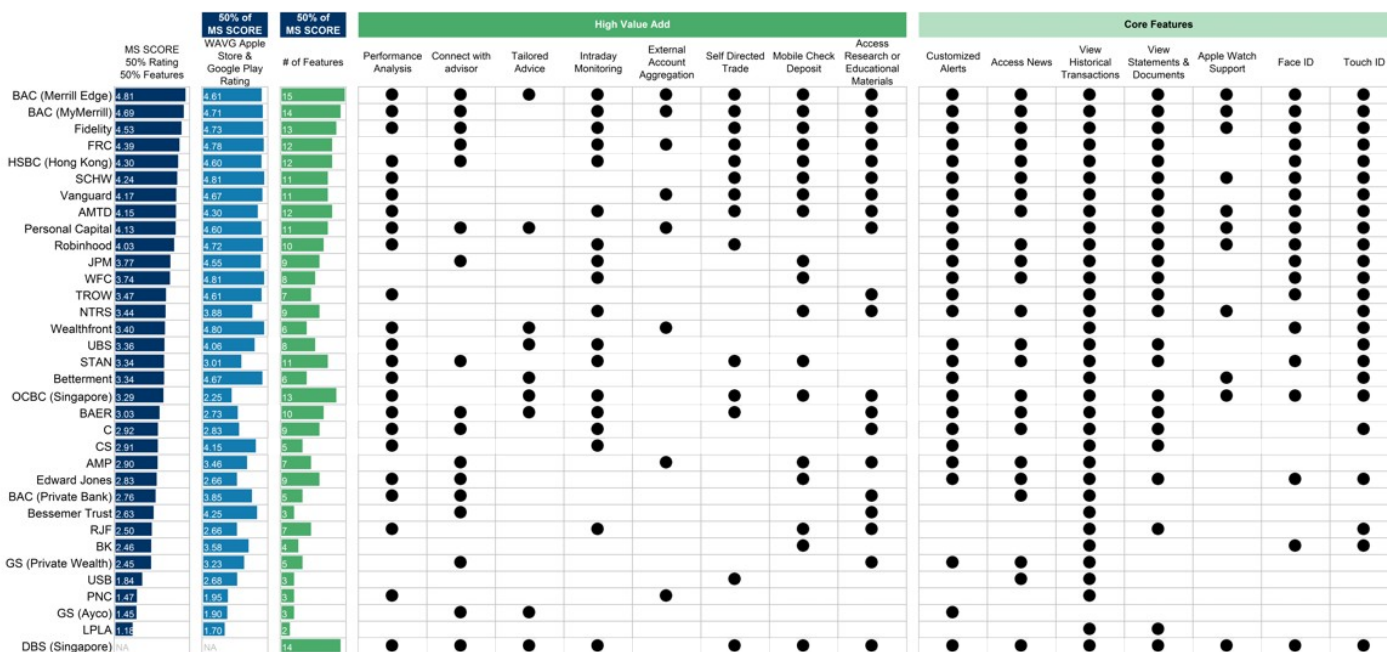 50% of
MS SCORE
50% of
MS SCORE
High Value Add
Core Features
MS SCORE
50% Rating
50% Features
WAVG Apple
Store &
Google Play
Rating
# of Features
Performance
Analysis
Connect with
advisor
Tailored
Advice
Intraday
Monitoring
External
Account
Aggregation
Self Directed
Trade
Mobile Check
Deposit
Access
Research or
Educational
Materials
Customized
Alerts
Access News
View
Historical
Transactions
View
Statements &
Documents
Apple Watch
Support
Face ID
Touch ID
BAC (Merrill Edge) 4.81 4.61 15
BAC (MyMerrill) 4.69 4.71 14
Fidelity 4.53 4.73 13
FRC 4.39 4.78 12
HSBC (Hong Kong) 4.30 4.60 12
SCHW 4.24 4.81 11
Vanguard 4.17 4.67 11
AMTD 4.15 4.30 12
Personal Capital 4.13 4.60 11
Robinhood 4.03 4.72 10
JPM 3.77 4.55 9
WFC 3.74 4.81 8
TROW 3.47 4.61 7
NTRS 3.44 3.88 9
Wealthfront 3.40 4.80 6
UBS 3.36 4.06 8
STAN 3.34 3.01 11
Betterment 3.34 4.67 6
OCBC (Singapore) 3.29 2.25 13
BAER 3.03 2.73 10
C 2.92 2.83 9
CS 2.91 4.15 5
AMP 2.90 3.46 7
Edward Jones 2.83 2.66 9
BAC (Private Bank) 2.76 3.85 5
Bessemer Trust 2.63 4.25 3
RJF 2.50 2.66 7
BK 2.46 3.58 4
GS (Private Wealth) 2.45 3.23 5
USB 1.84 2.68 3
PNC 1.47 1.95 3
GS (Ayco) 1.45 1.90 3
LPLA 1.18 1.70 2
DBS (Singapore) NA NA 14